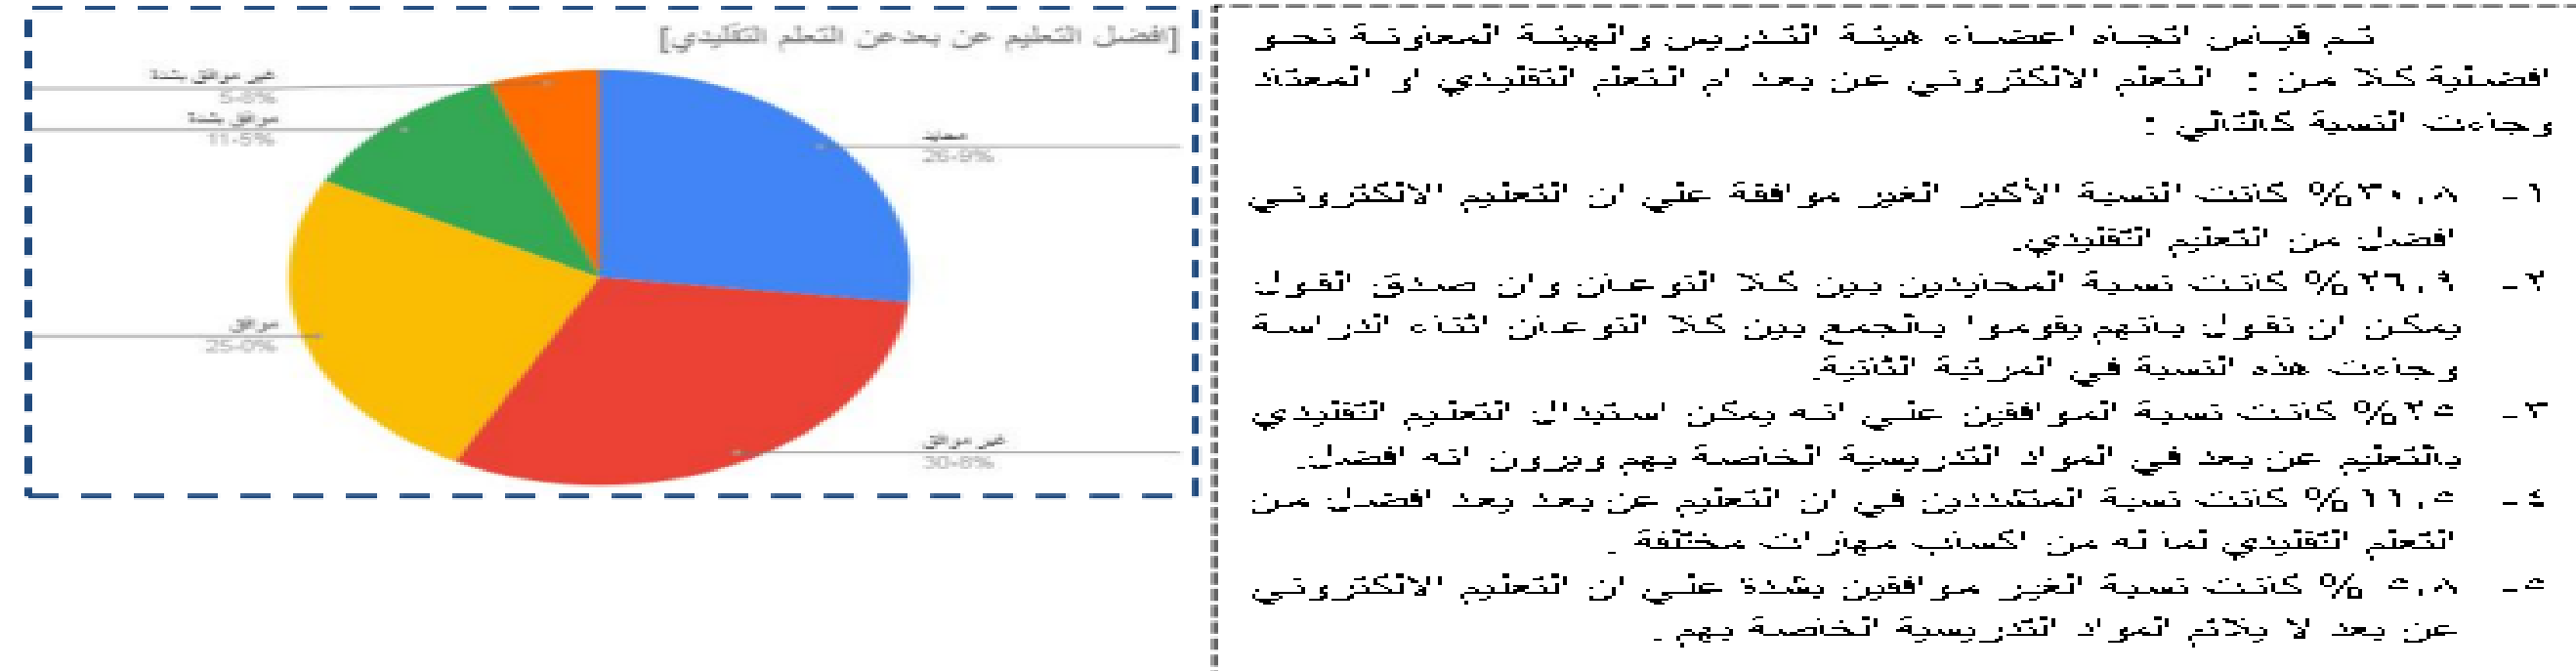 [افضل التعليم عن بعدعن التعلم التقليدي]
غير موافق بشدة
5-8%
موافق بشدة
11-5%
محايد
26-9%
موافق
25-0%
غير موافق
30-8%
تم قياس اتجاه اعضاء هيئة التدريس والهيئة المعاونة نحو
افضلية كلا من : التعلم الالكتروني عن بعد ام التعلم التقليدي او المعتاد
وجاءت النسبة كالتالي :
١- ٣٠.٨% كانت النسبة الأكبر الغير موافقة علي ان التعليم الالكتروني
افضل من التعليم التقليدي.
٢- ٢٦.٩% كانت نسبة المحايدين بين كلا النوعان وان صدق القول
يمكن ان نقول بانهم يقوموا بالجمع بين كلا النوعان اثناء الدراسة
وجاءت هذه النسبة في المرتبة الثانية.
٣- ٢٥% كانت نسبة الموافقين علي انه يمكن استبدال التعليم التقليدي
بالتعليم عن بعد في المواد التدريسية الخاصة بهم ويرون انه افضل.
٤- ١١.٥% كانت نسبة المتشددين في ان التعليم عن بعد يعد افضل من
التعلم التقليدي لما له من اكساب مهارات مختلفة .
٥- ٥.٨ % كانت نسبة الغير موافقين بشدة علي ان التعليم الالكتروني
عن بعد لا يلائم المواد التدريسية الخاصة بهم .